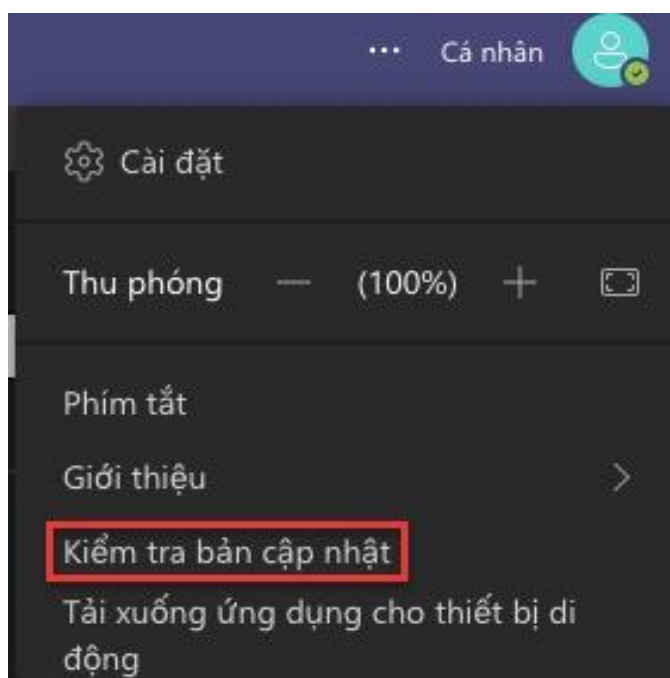 ... Cá nhân
Cài đặt
Thu phóng — (100%) +
Phím tắt
Giới thiệu
Kiểm tra bản cập nhật
Tải xuống ứng dụng cho thiết bị di
động